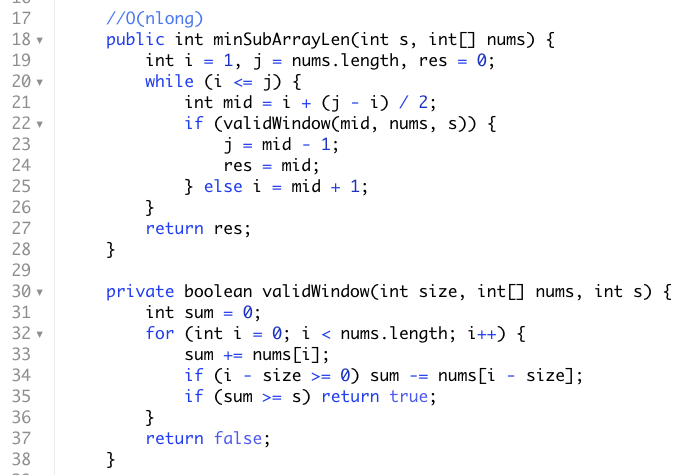 17 //O(nlong)
18 ▾ public int minSubArrayLen(int s, int[] nums) {
19 int i = 1, j = nums.length, res = 0;
20 ▾ while (i <= j) {
21 int mid = i + (j - i) / 2;
22 ▾ if (validWindow(mid, nums, s)) {
23 j = mid - 1;
24 res = mid;
25 } else i = mid + 1;
26 }
27 return res;
28 }
29
30 ▾ private boolean validWindow(int size, int[] nums, int s) {
31 int sum = 0;
32 ▾ for (int i = 0; i < nums.length; i++) {
33 sum += nums[i];
34 if (i - size >= 0) sum -= nums[i - size];
35 if (sum >= s) return true;
36 }
37 return false;
38 }